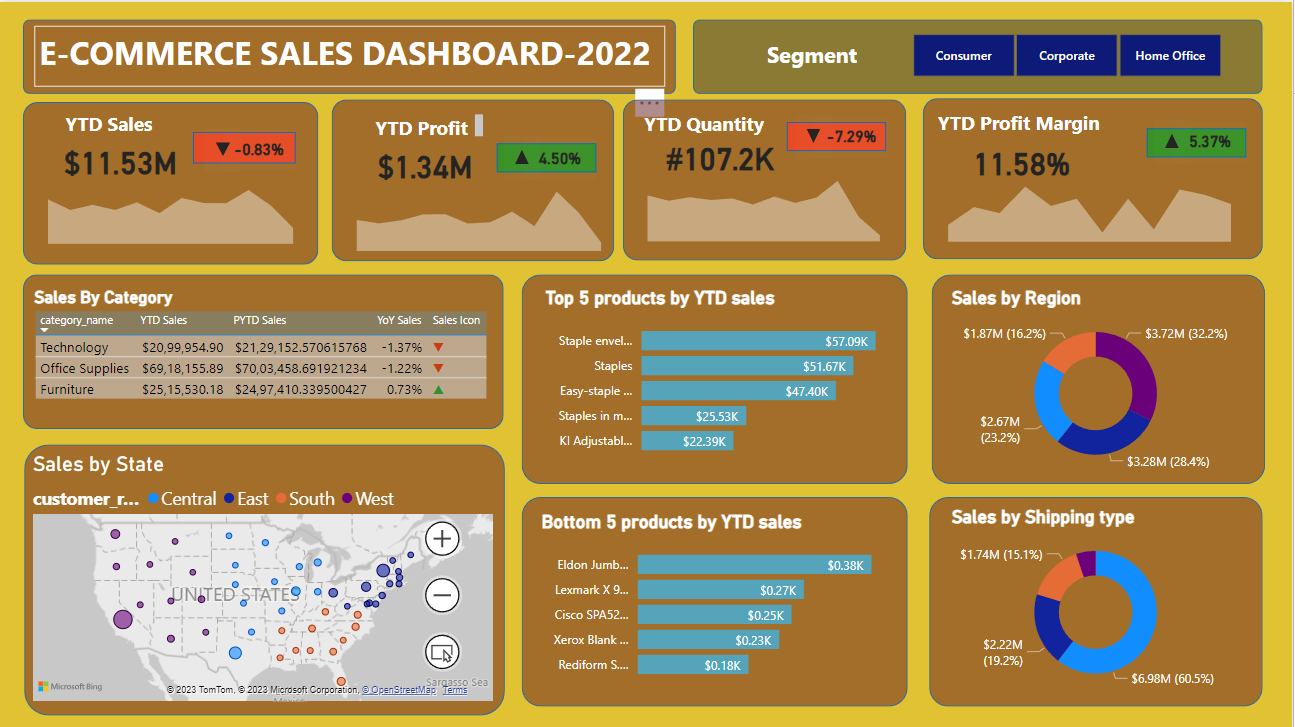 E-COMMERCE SALES DASHBOARD-2022
Segment
Consumer
Corporate
Home Office
YTD Sales
$11.53M
▼ -0.83%
YTD Profit
$1.34M
▲ 4.50%
YTD Quantity
#107.2K
▼ -7.29%
YTD Profit Margin
11.58%
▲ 5.37%
Sales By Category
category_name YTD Sales PYTD Sales YoY Sales Sales Icon
Technology $20,99,954.90 $21,29,152.570615768 -1.37% ▼
Office Supplies $69,18,155.89 $70,03,458.691921234 -1.22% ▼
Furniture $25,15,530.18 $24,97,410.339500427 0.73% ▲
Top 5 products by YTD sales
Staple envel... $57.09K
Staples $51.67K
Easy-staple ... $47.40K
Staples in m... $25.53K
KI Adjustabl... $22.39K
Sales by Region
$1.87M (16.2%)
$3.72M (32.2%)
$2.67M
(23.2%)
$3.28M (28.4%)
Sales by State
customer_r... Central East South West
UNITED STATES
Sargasso Sea
Microsoft Bing
© 2023 TomTom, © 2023 Microsoft Corporation, © OpenStreetMap Terms
Bottom 5 products by YTD sales
Eldon Jumb... $0.38K
Lexmark X 9... $0.27K
Cisco SPA52... $0.25K
Xerox Blank ... $0.23K
Rediform S.... $0.18K
Sales by Shipping type
$1.74M (15.1%)
$2.22M
(19.2%)
$6.98M (60.5%)